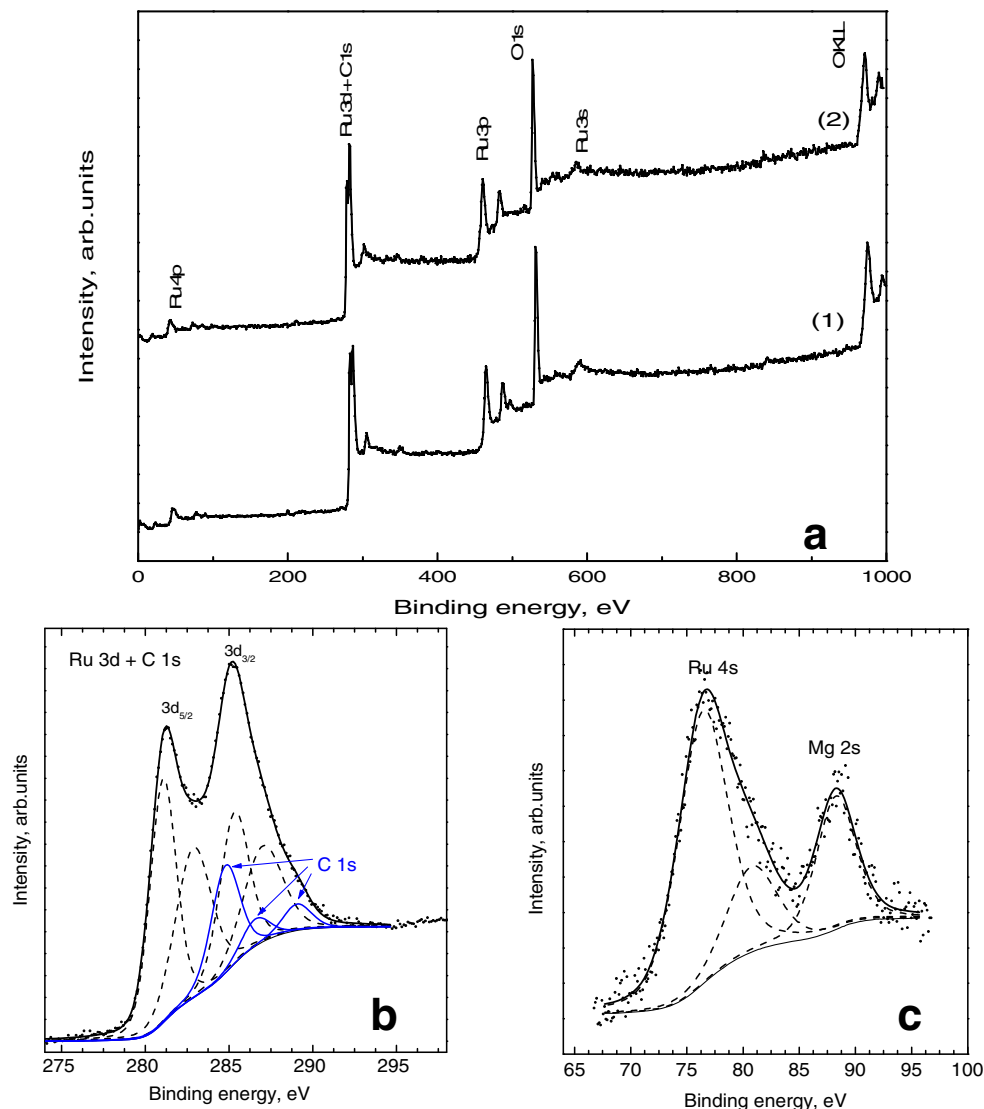 Ru4p
Ru3d+C1s
Ru3p
O1s
Ru3s
OKLL
(2)
(1)
Intensity, arb.units
a
0 200 400 600 800 1000
Binding energy, eV
Ru 3d + C 1s
3d5/2
3d3/2
C 1s
Intensity, arb.units
b
275 280 285 290 295
Binding energy, eV
Ru 4s
Mg 2s
Intensity, arb.units
c
65 70 75 80 85 90 95 100
Binding energy, eV